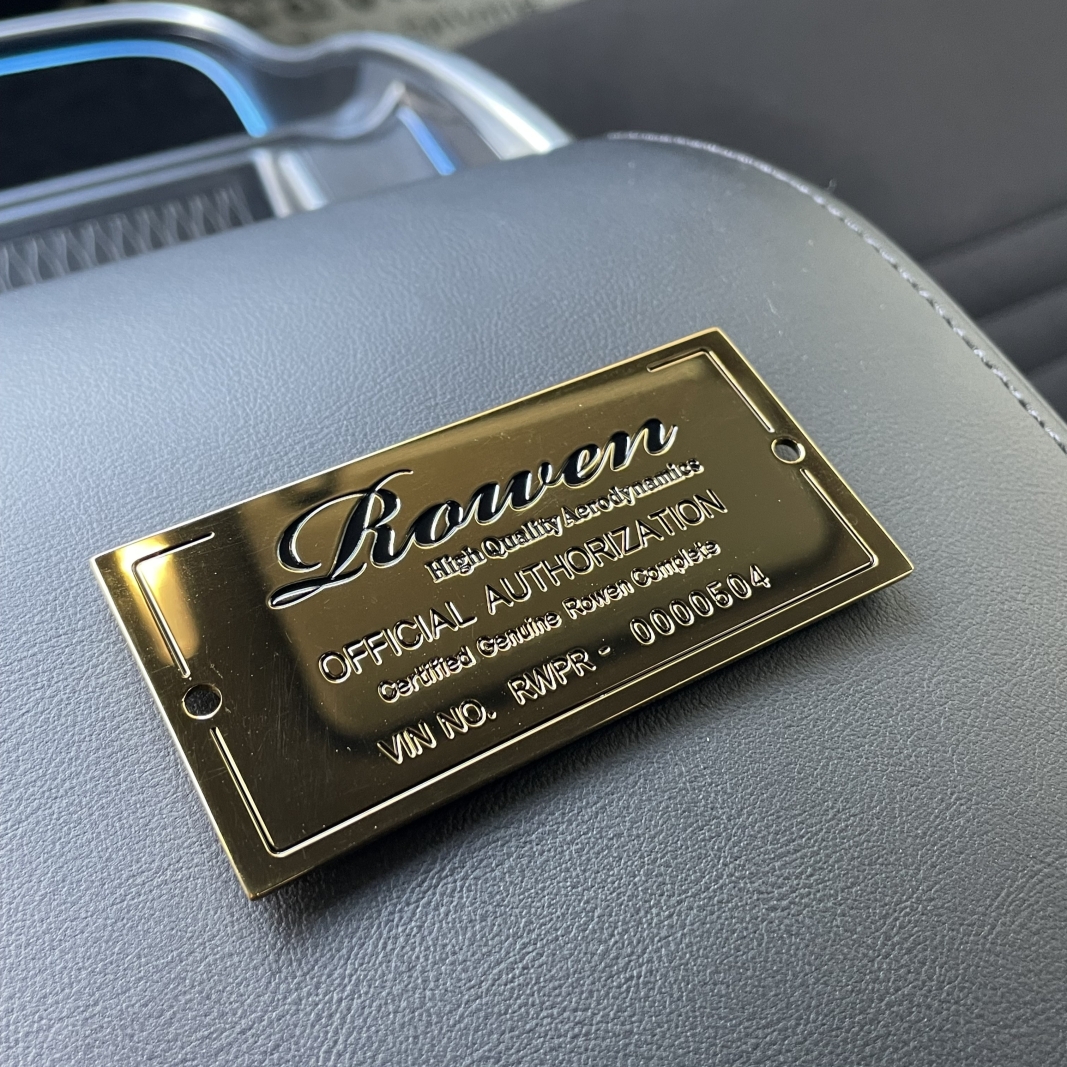 Rowen
High Quality Aerodynamics
OFFICIAL AUTHORIZATION
Certified Genuine Rowen Complete
VIN NO. RWPR - 0000504